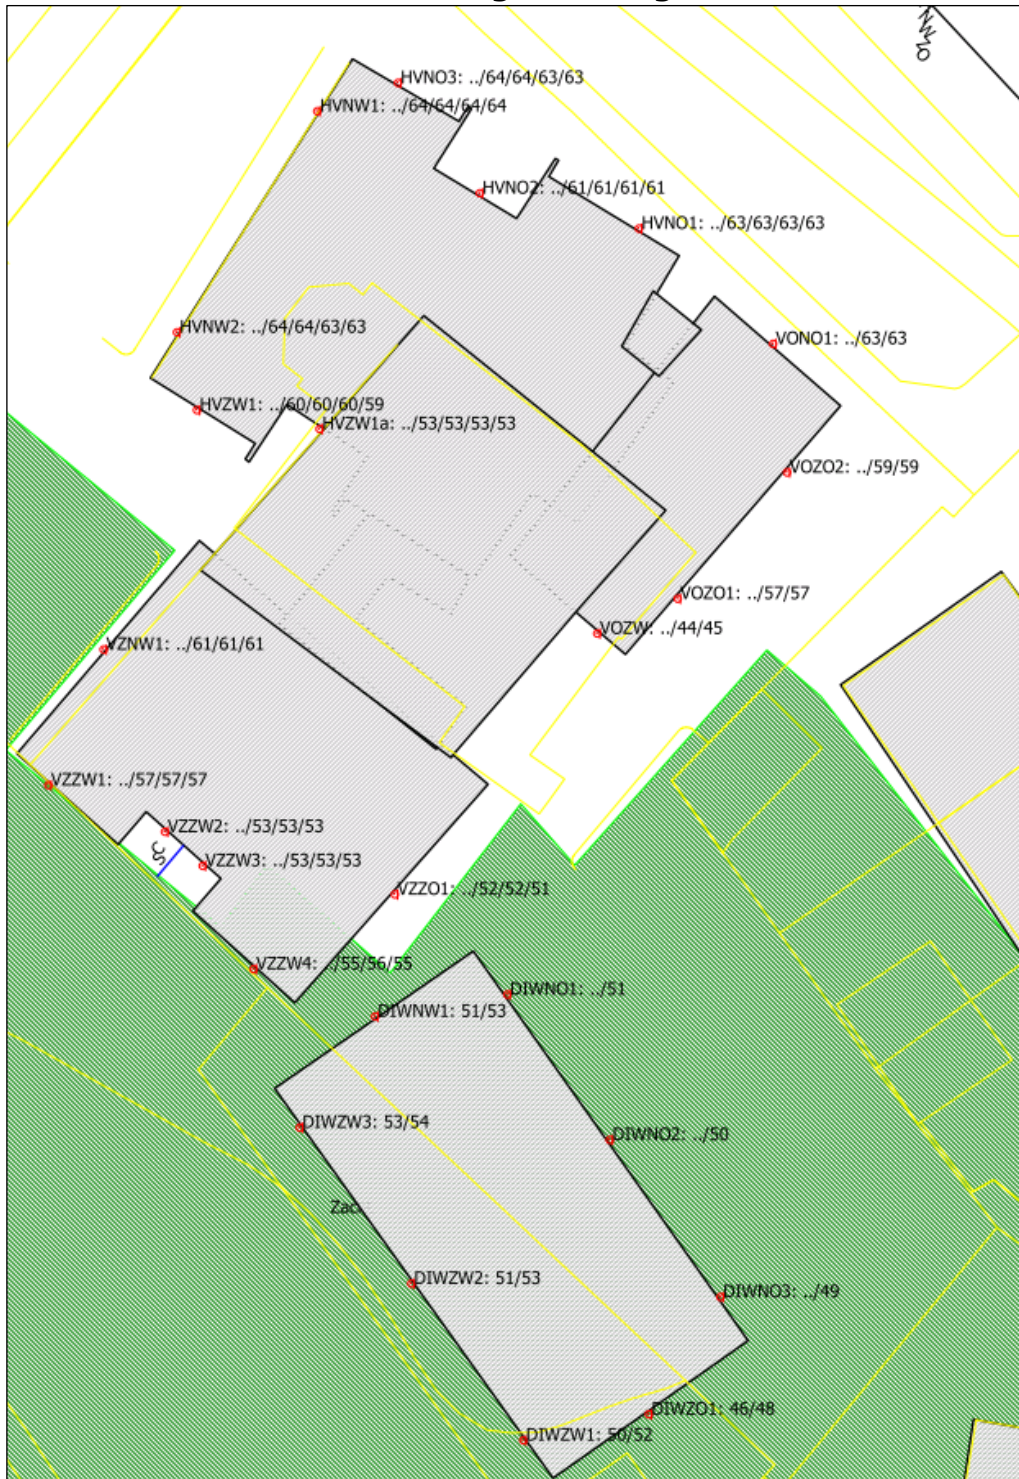 HVNO3: ../64/64/63/63
HVNW1: ../64/64/64/64
HVNO2: ../61/61/61/61
HVNO1: ../63/63/63/63
HVNW2: ../64/64/63/63
VONO1: ../63/63
HVZW1: ../60/60/60/59
HVZW1a: ../53/53/53/53
VOZO2: ../59/59
VOZO1: ../57/57
VOZW: ../44/45
VZNW1: ../61/61/61
VZZW1: ../57/57/57
VZZW2: ../53/53/53
VZZW3: ../53/53/53
VZZO1: ../52/52/51
VZZW4: ../55/56/55
DIWNO1: ../51
DIWNW1: 51/53
DIWZW3: 53/54
DIWNO2: ../50
DIWZW2: 51/53
DIWNO3: ../49
DIWZO1: 46/48
DIWZW1: 50/52